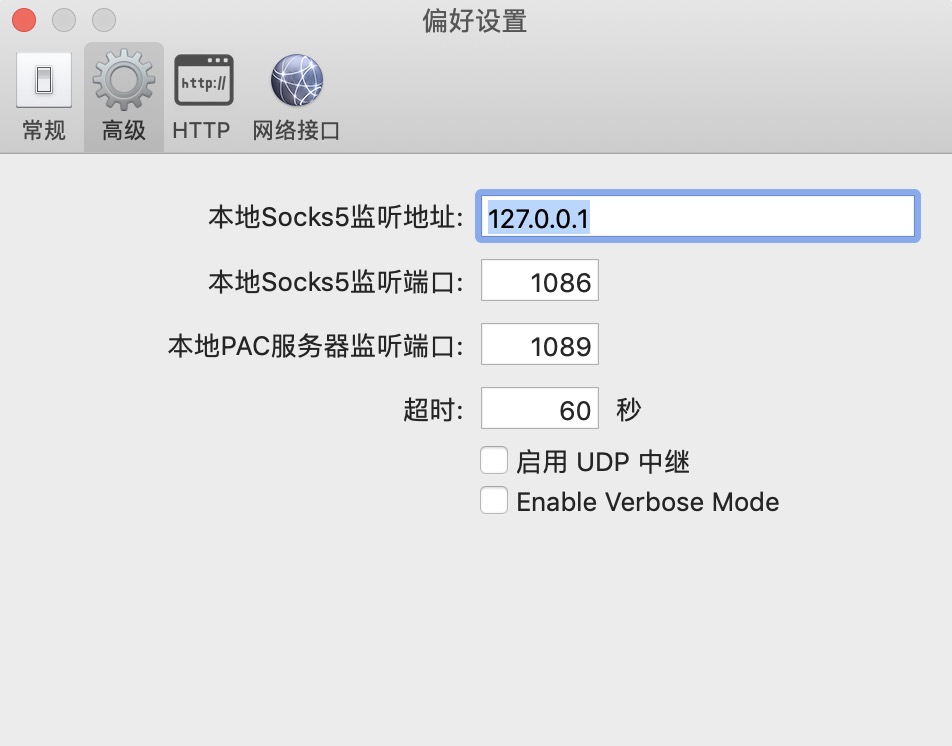 偏好设置
常规 高级 HTTP 网络接口
http://
本地Socks5监听地址: 127.0.0.1
本地Socks5监听端口: 1086
本地PAC服务器监听端口: 1089
超时: 60 秒
启用 UDP 中继
Enable Verbose Mode